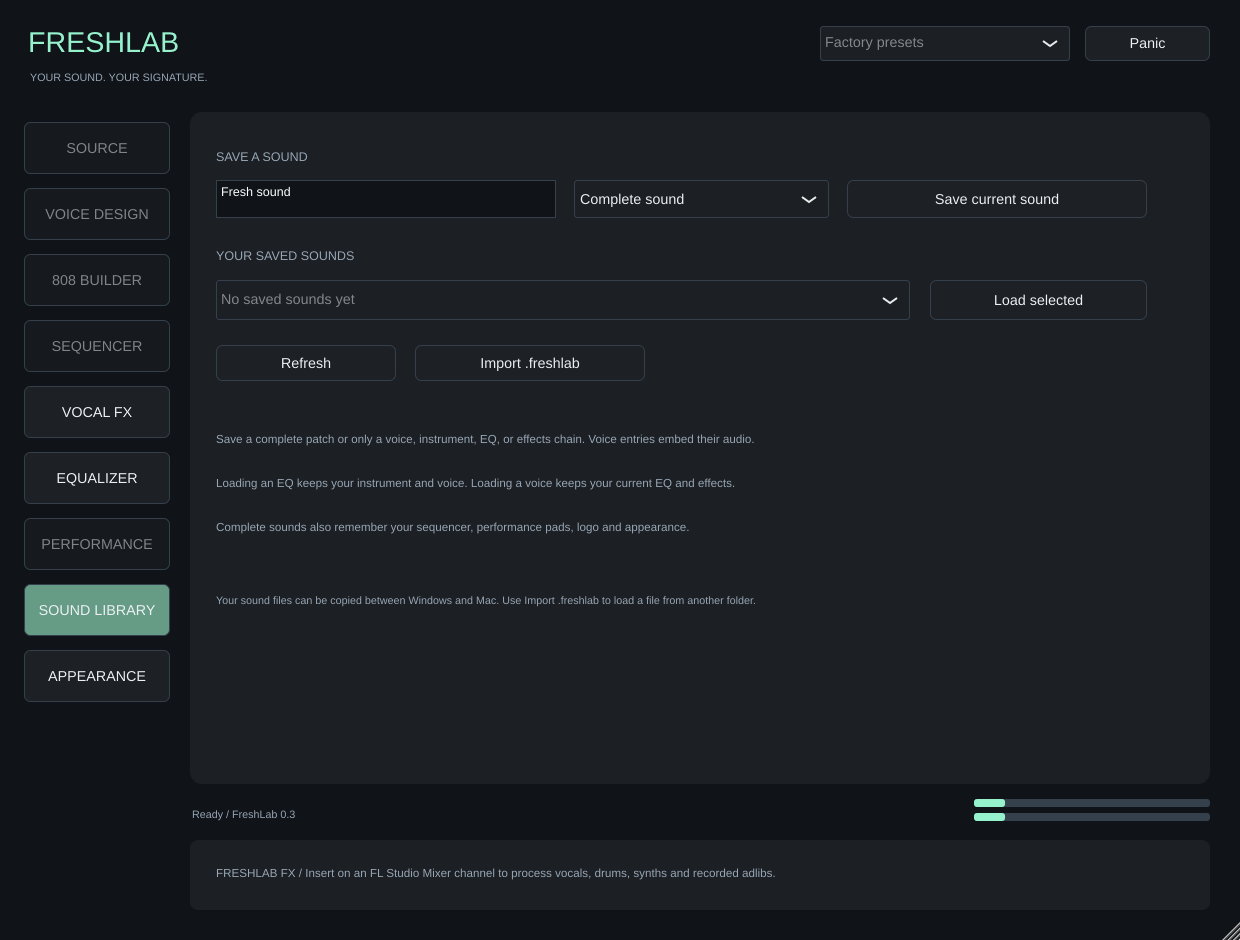 FRESHLAB
Factory presets
Panic
YOUR SOUND. YOUR SIGNATURE.
SOURCE
VOICE DESIGN
808 BUILDER
SEQUENCER
VOCAL FX
EQUALIZER
PERFORMANCE
SOUND LIBRARY
APPEARANCE
SAVE A SOUND
Fresh sound
Complete sound
Save current sound
YOUR SAVED SOUNDS
No saved sounds yet
Load selected
Refresh
Import .freshlab
Save a complete patch or only a voice, instrument, EQ, or effects chain. Voice entries embed their audio.
Loading an EQ keeps your instrument and voice. Loading a voice keeps your current EQ and effects.
Complete sounds also remember your sequencer, performance pads, logo and appearance.
Your sound files can be copied between Windows and Mac. Use Import .freshlab to load a file from another folder.
Ready / FreshLab 0.3
FRESHLAB FX / Insert on an FL Studio Mixer channel to process vocals, drums, synths and recorded adlibs.